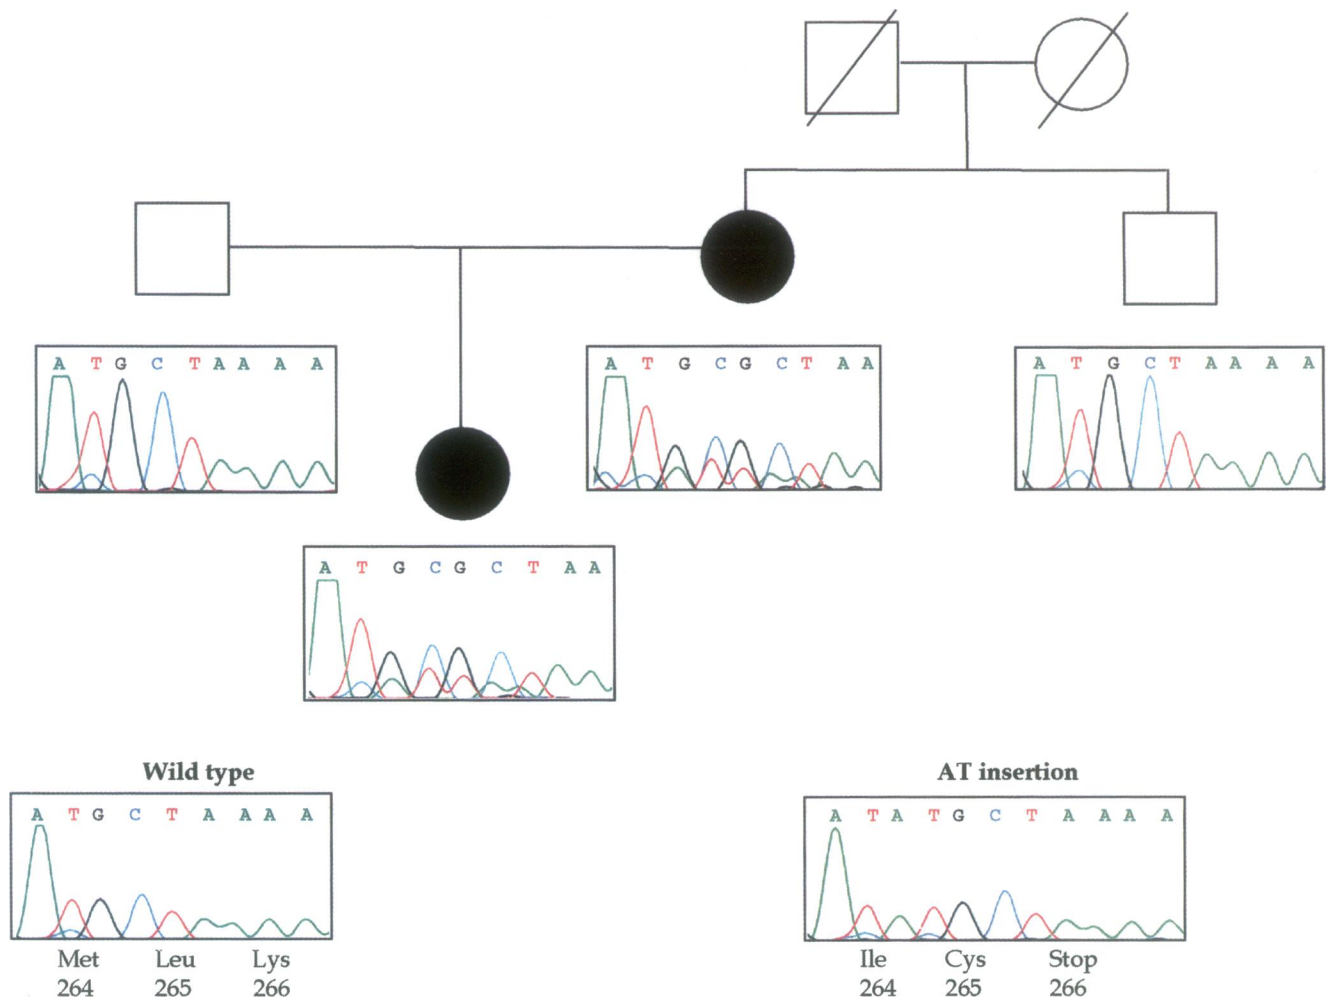 A T G C T A A A A
A T G C G C T A A
A T G C T A A A A
A T G C G C T A A
Wild type
A T G C T A A A A
Met Leu Lys
264 265 266
AT insertion
A T A T G C T A A A A
Ile Cys Stop
264 265 266